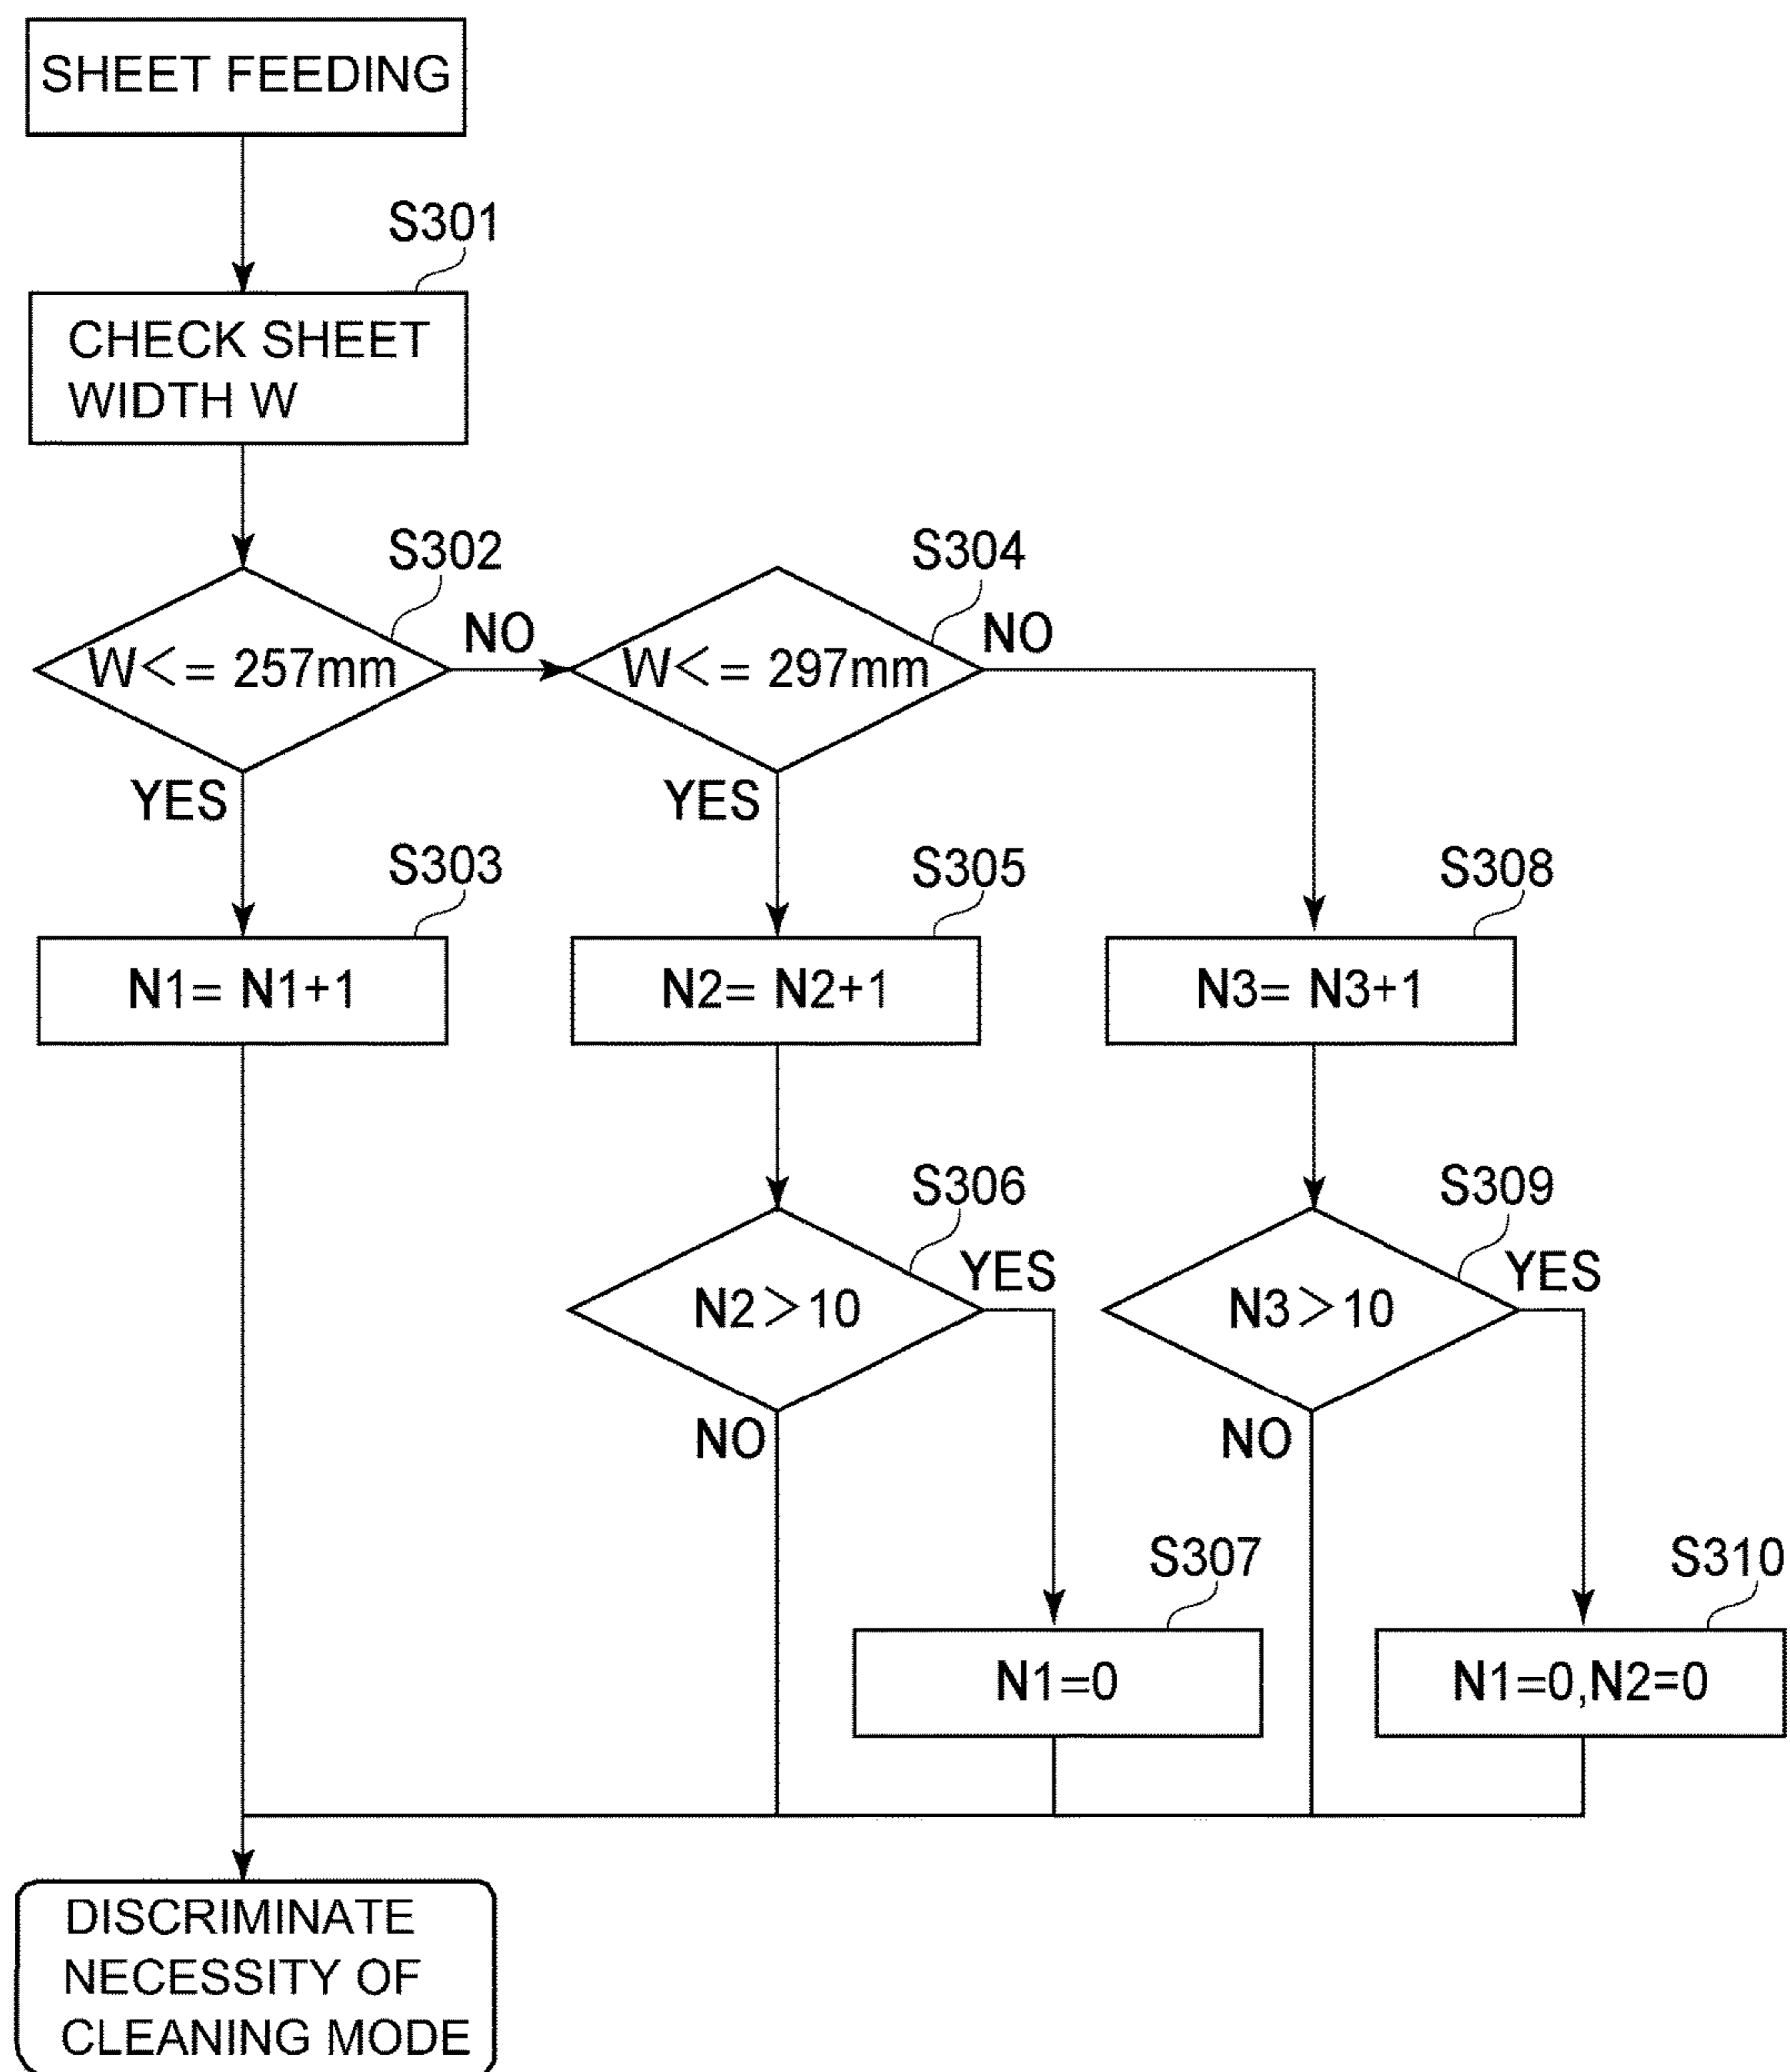 SHEET FEEDING
S301
CHECK SHEET
WIDTH W
S302
S304
NO
NO
W<= 257mm
W<= 297mm
YES
YES
S303
S305
S308
N1= N1+1
N2= N2+1
N3= N3+1
S306
S309
YES
YES
N2>10
N3>10
NO
NO
S307
S310
N1=0
N1=0,N2=0
DISCRIMINATE
NECESSITY OF
CLEANING MODE